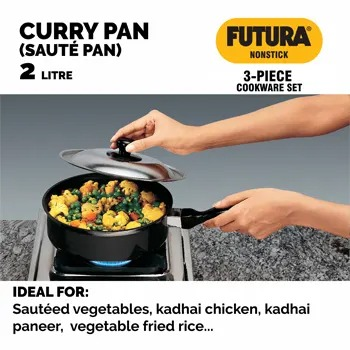 CURRY PAN
(SAUTÉ PAN)
2 LITRE
FUTURA®
NONSTICK
3-PIECE
COOKWARE SET
IDEAL FOR:
Sautéed vegetables, kadhai chicken, kadhai
paneer, vegetable fried rice...